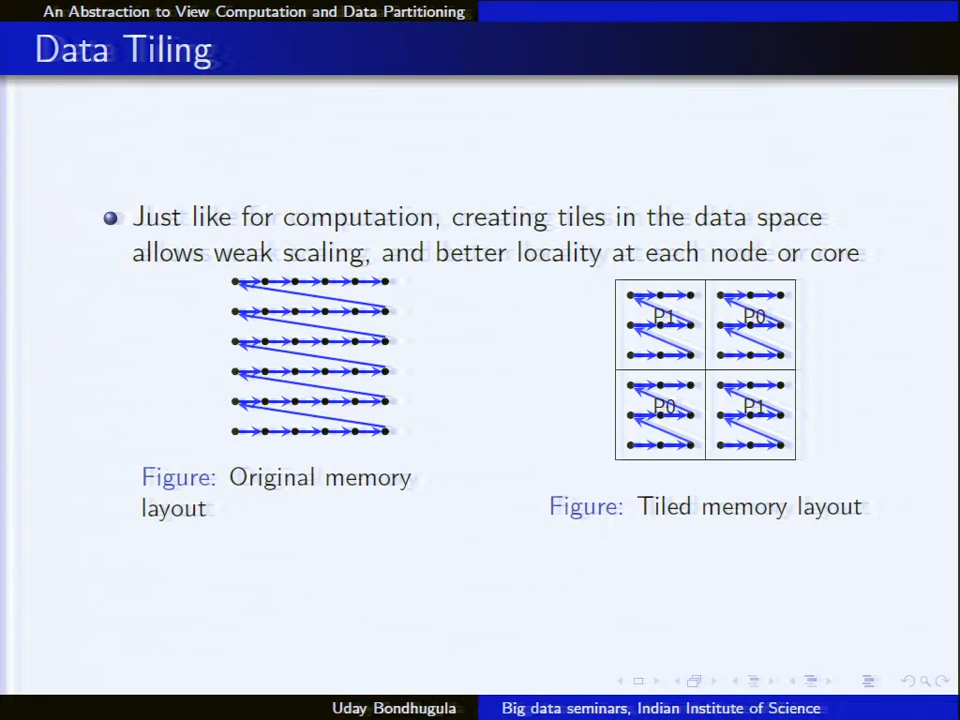 An Abstraction to View Computation and Data Partitioning
Data Tiling
Just like for computation, creating tiles in the data space
allows weak scaling, and better locality at each node or core
P1 P0
P0 P1
Figure: Original memory
layout
Figure: Tiled memory layout
Uday Bondhugula Big data seminars, Indian Institute of Science